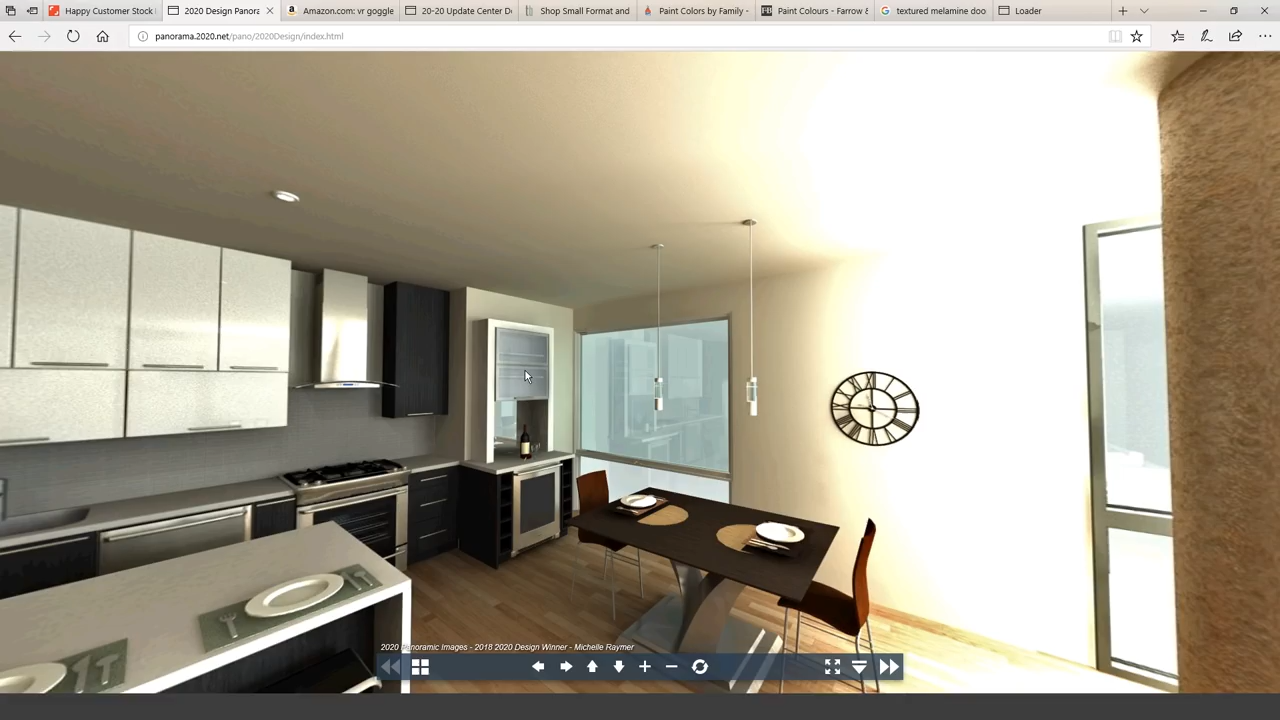 Happy Customer Stock I
2020 Design Panora
Amazon.com: vr goggle
20-20 Update Center D
Shop Small Format and
Paint Colors by Family -
Paint Colours - Farrow &
textured melamine doo
Loader
panorama.2020.net/pano/2020Design/index.html
2020 Panoramic Images - 2018 2020 Design Winner - Michelle Raymer